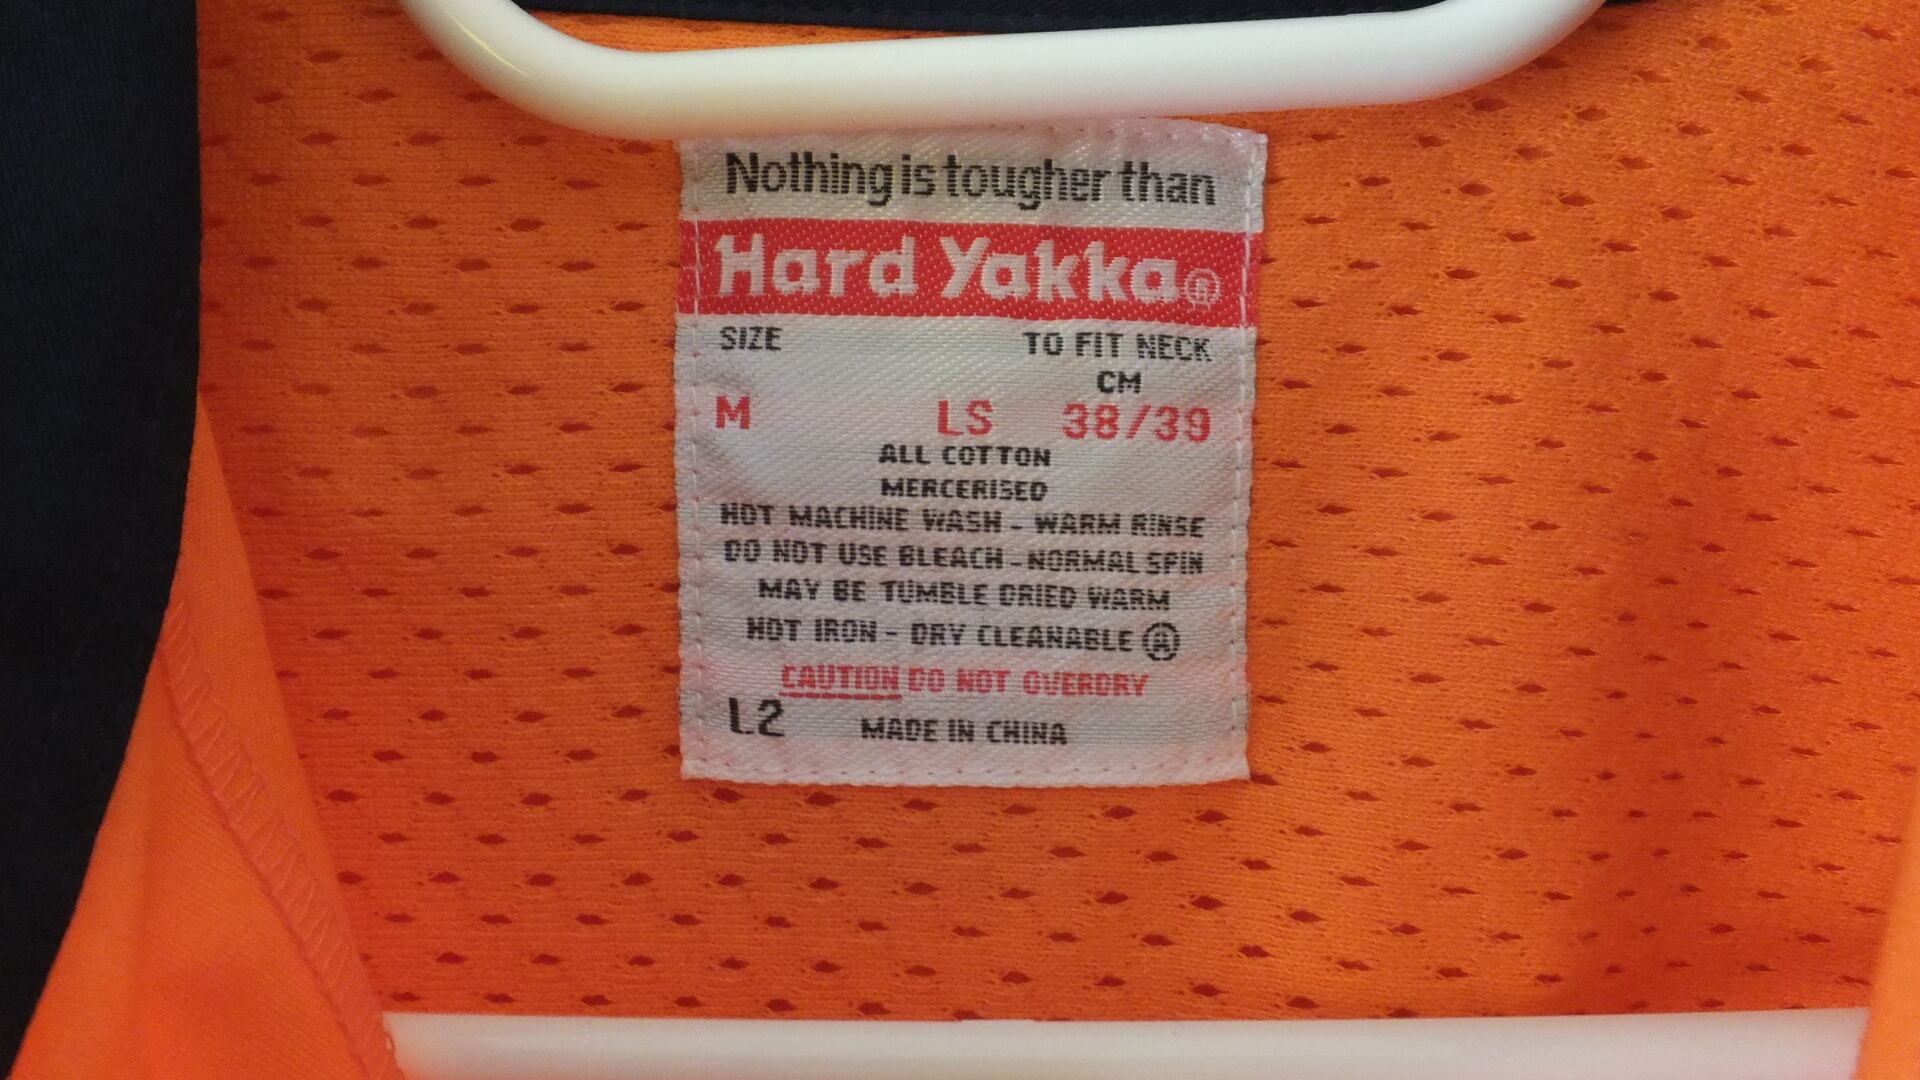 Nothing is tougher than
Hard Yakka®
SIZE TO FIT NECK
CM
M LS 38/39
ALL COTTON
MERCERISED
HOT MACHINE WASH - WARM RINSE
DO NOT USE BLEACH - NORMAL SPIN
MAY BE TUMBLE DRIED WARM
HOT IRON - DRY CLEANABLE Ⓐ
CAUTION DO NOT OVERDRY
L2 MADE IN CHINA